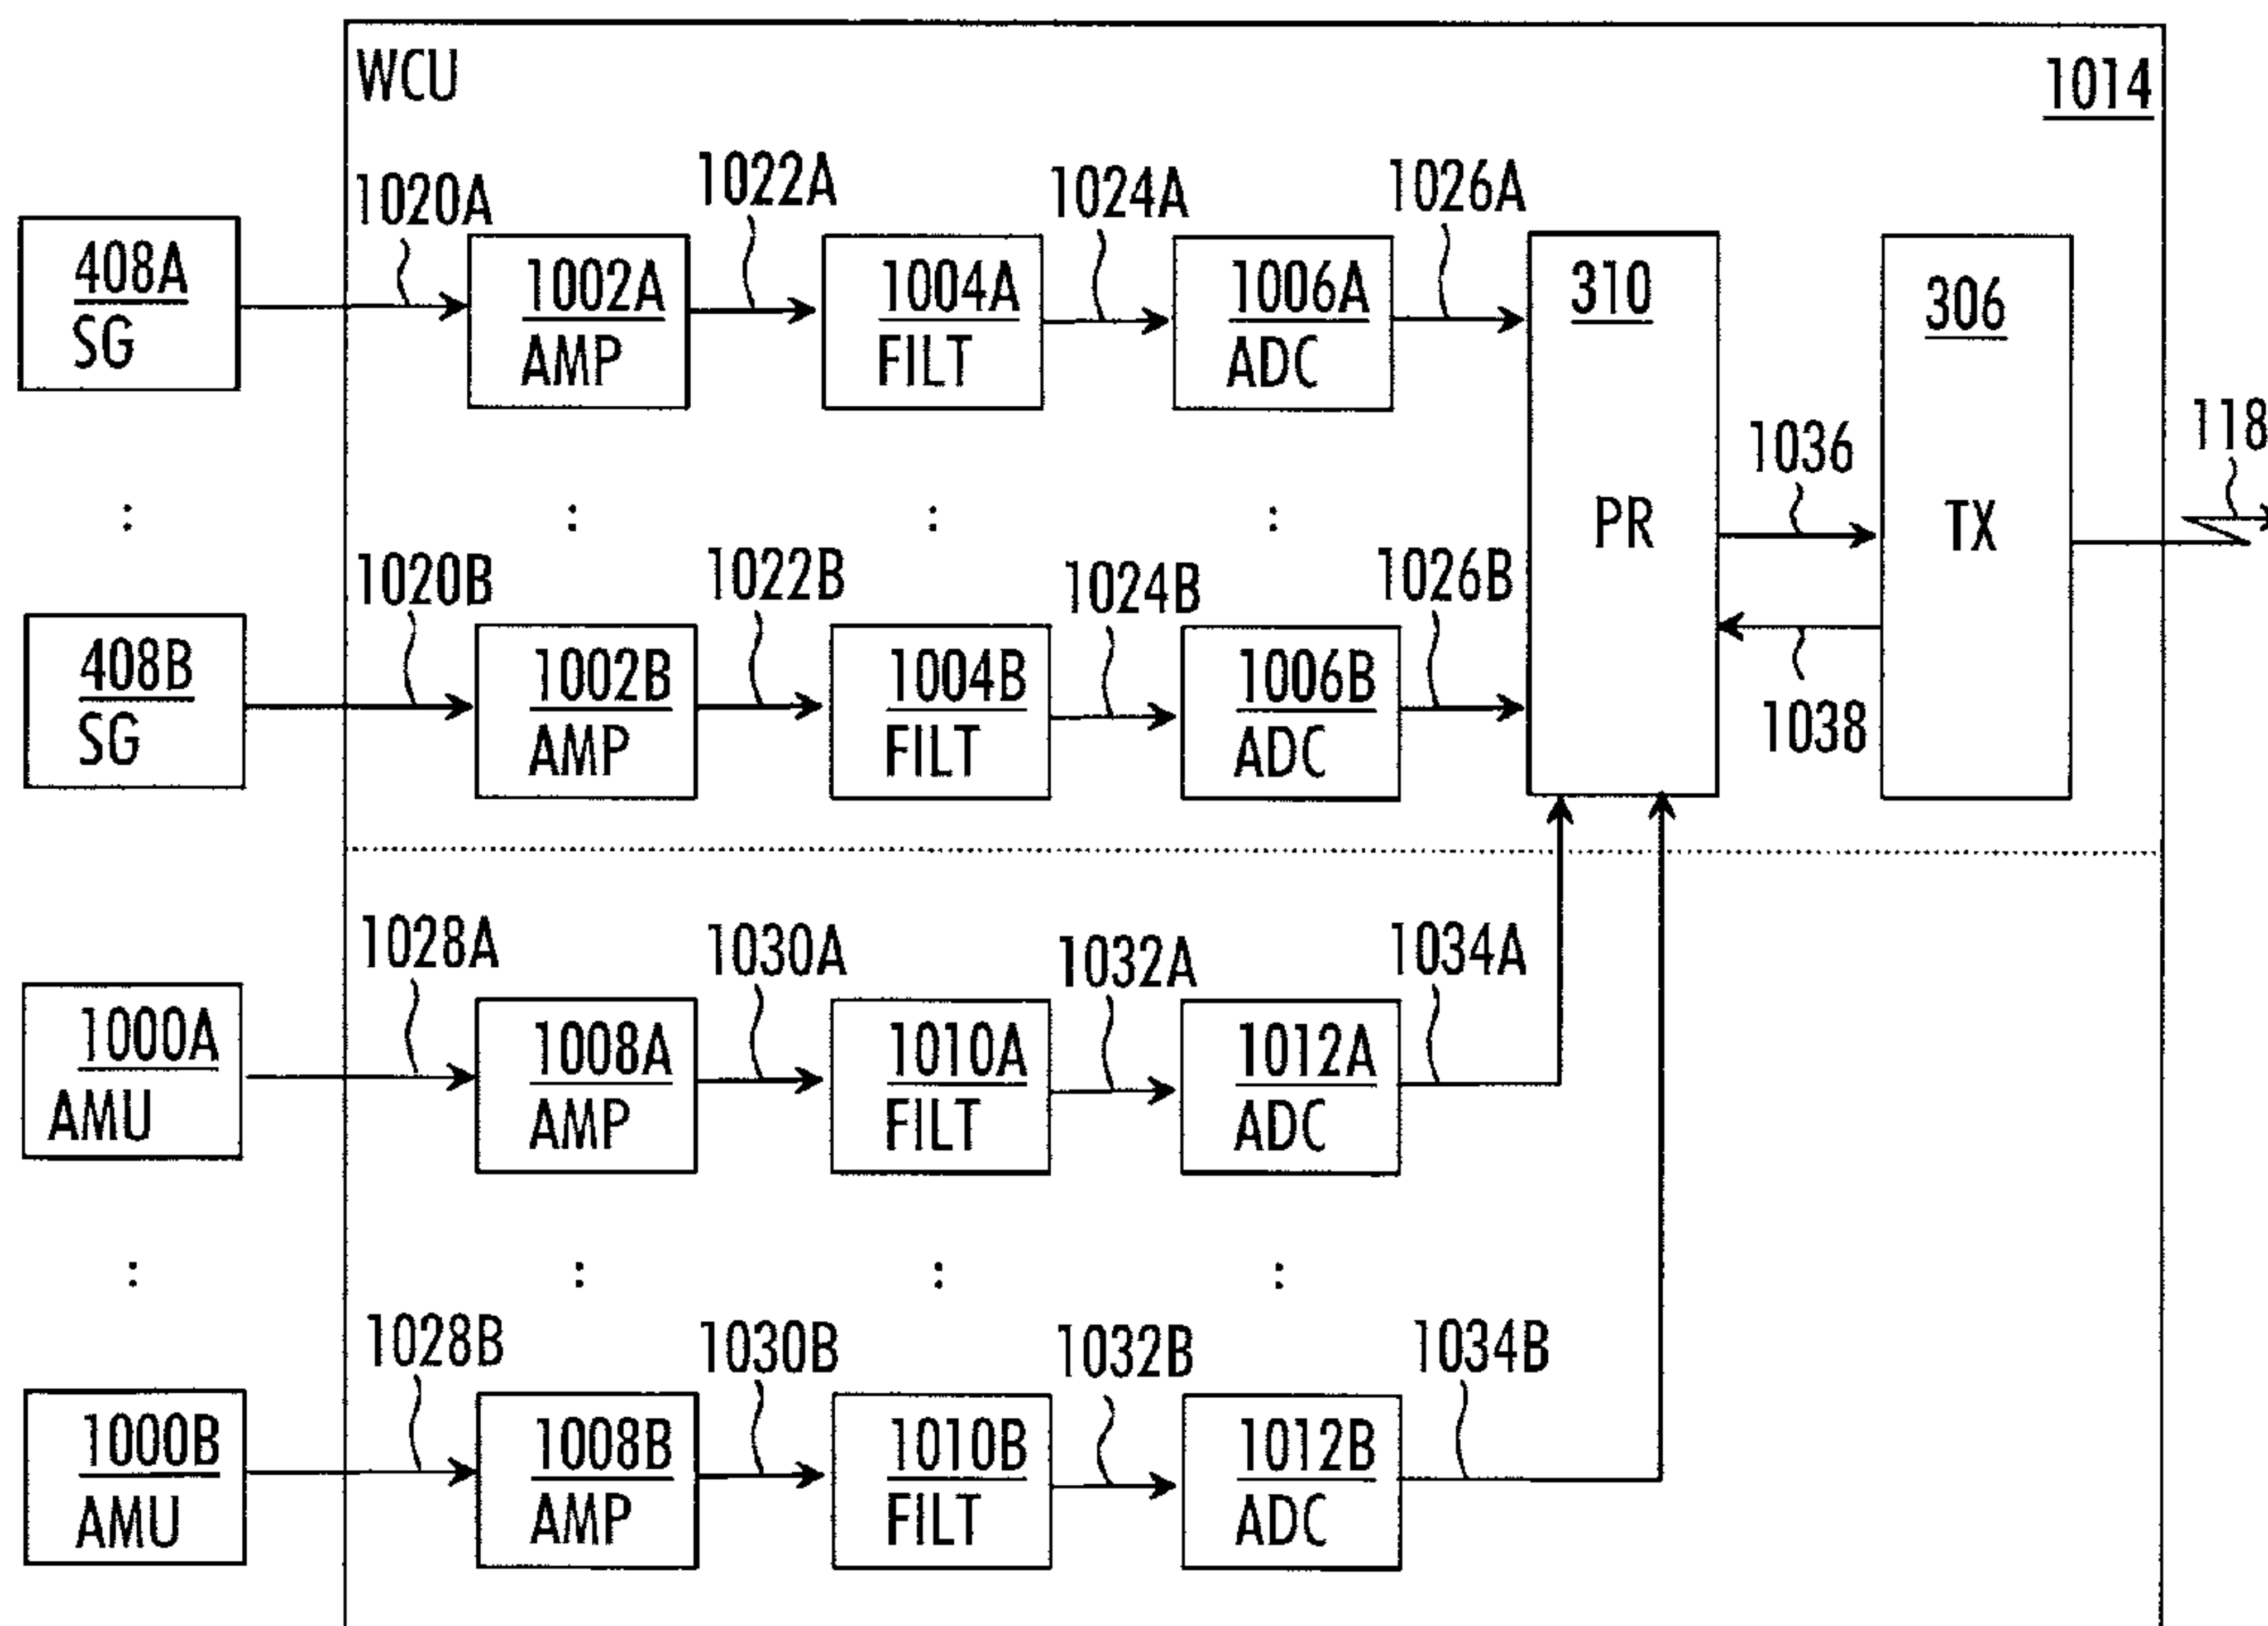 WCU
1014
1020A
1022A
1024A
1026A
408A
SG
1002A
AMP
1004A
FILT
1006A
ADC
310
PR
306
TX
118
1036
:
:
:
:
1020B
1022B
1024B
1026B
408B
SG
1002B
AMP
1004B
FILT
1006B
ADC
1038
1028A
1030A
1032A
1034A
1000A
AMU
1008A
AMP
1010A
FILT
1012A
ADC
:
:
:
:
1028B
1030B
1032B
1034B
1000B
AMU
1008B
AMP
1010B
FILT
1012B
ADC